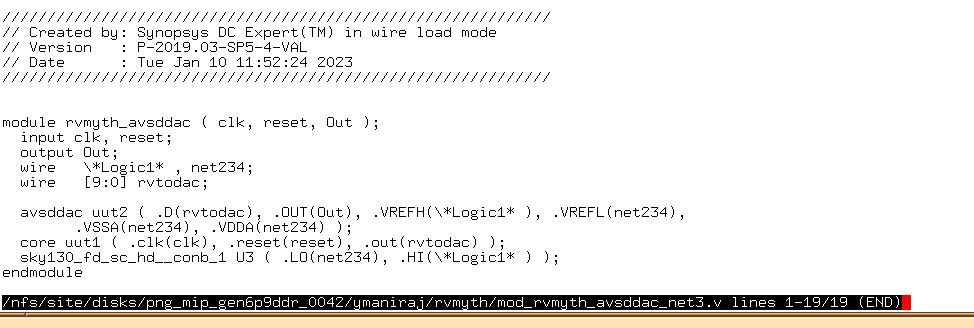 /////////////////////////////////////////////////////////////
// Created by: Synopsys DC Expert(TM) in wire load mode
// Version   : P-2019.03-SP5-4-VAL
// Date      : Tue Jan 10 11:52:24 2023
/////////////////////////////////////////////////////////////
module rvmyth_avsddac ( clk, reset, Out );
  input clk, reset;
  output Out;
  wire   \*Logic1* , net234;
  wire   [9:0] rvtodac;
  avsddac uut2 ( .D(rvtodac), .OUT(Out), .VREFH(\*Logic1* ), .VREFL(net234),
        .VSSA(net234), .VDDA(net234) );
  core uut1 ( .clk(clk), .reset(reset), .out(rvtodac) );
  sky130_fd_sc_hd__conb_1 U3 ( .LO(net234), .HI(\*Logic1* ) );
endmodule
/nfs/site/disks/png_mip_gen6p9ddr_0042/ymaniraj/rvmyth/mod_rvmyth_avsddac_net3.v lines 1-19/19 (END)